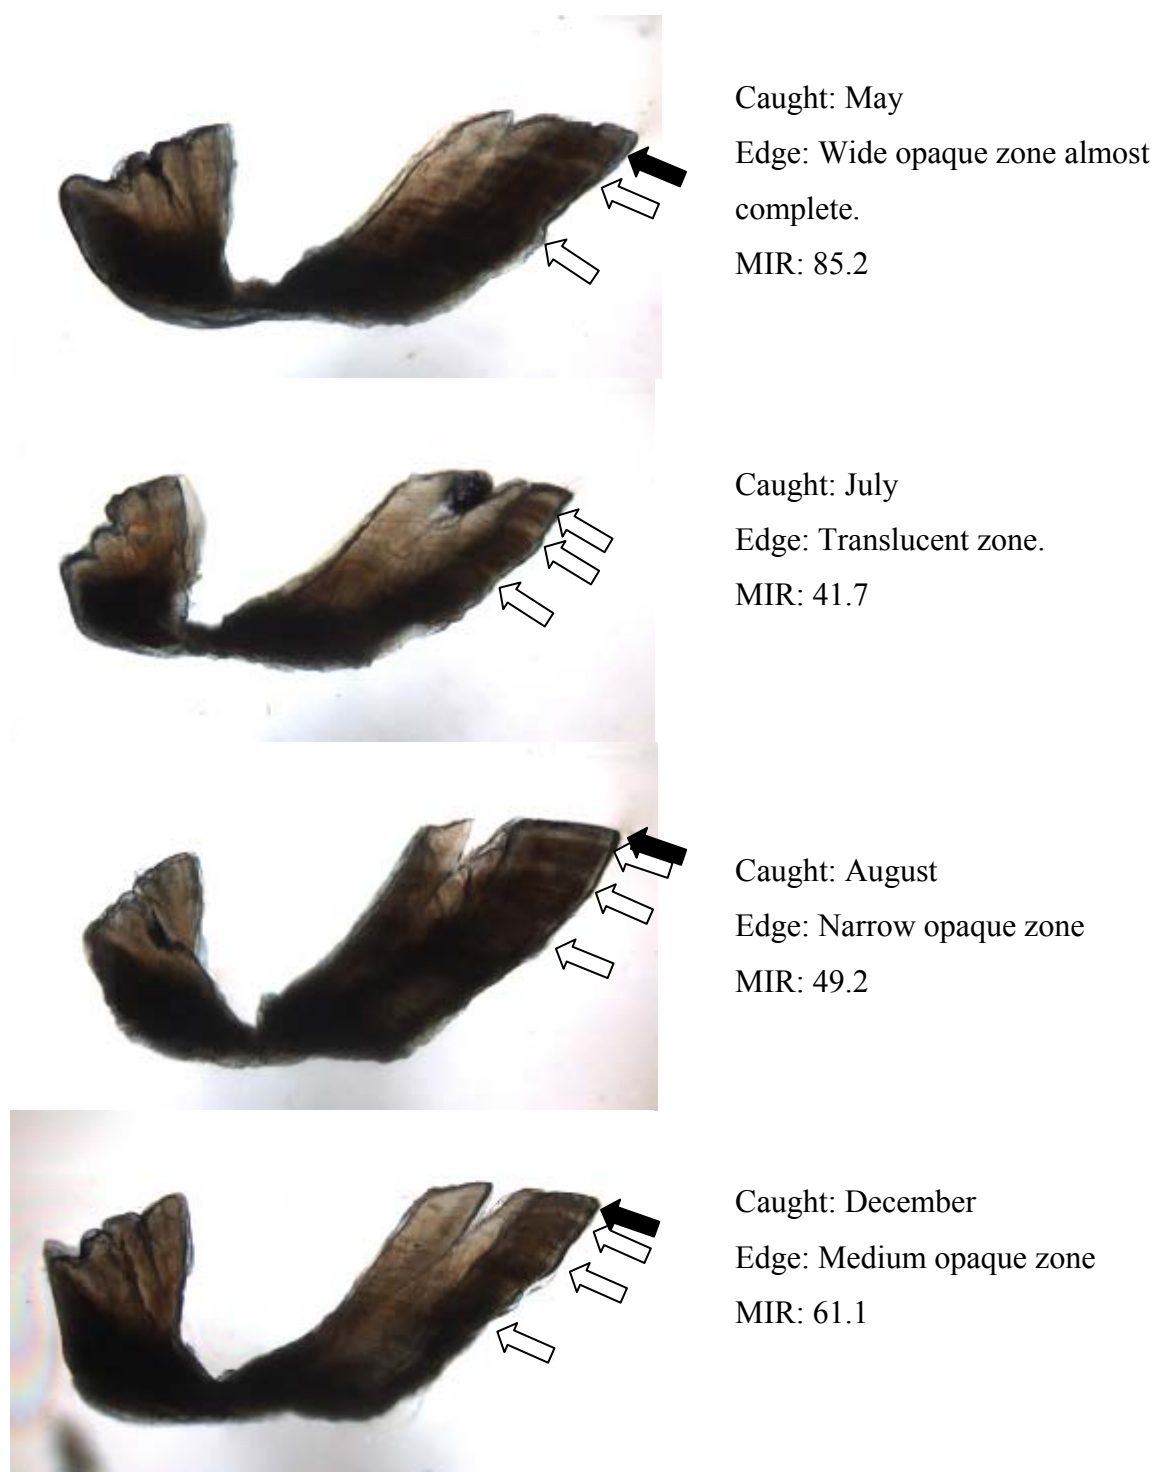 Caught: May
Edge: Wide opaque zone almost
complete.
MIR: 85.2
Caught: July
Edge: Translucent zone.
MIR: 41.7
Caught: August
Edge: Narrow opaque zone
MIR: 49.2
Caught: December
Edge: Medium opaque zone
MIR: 61.1